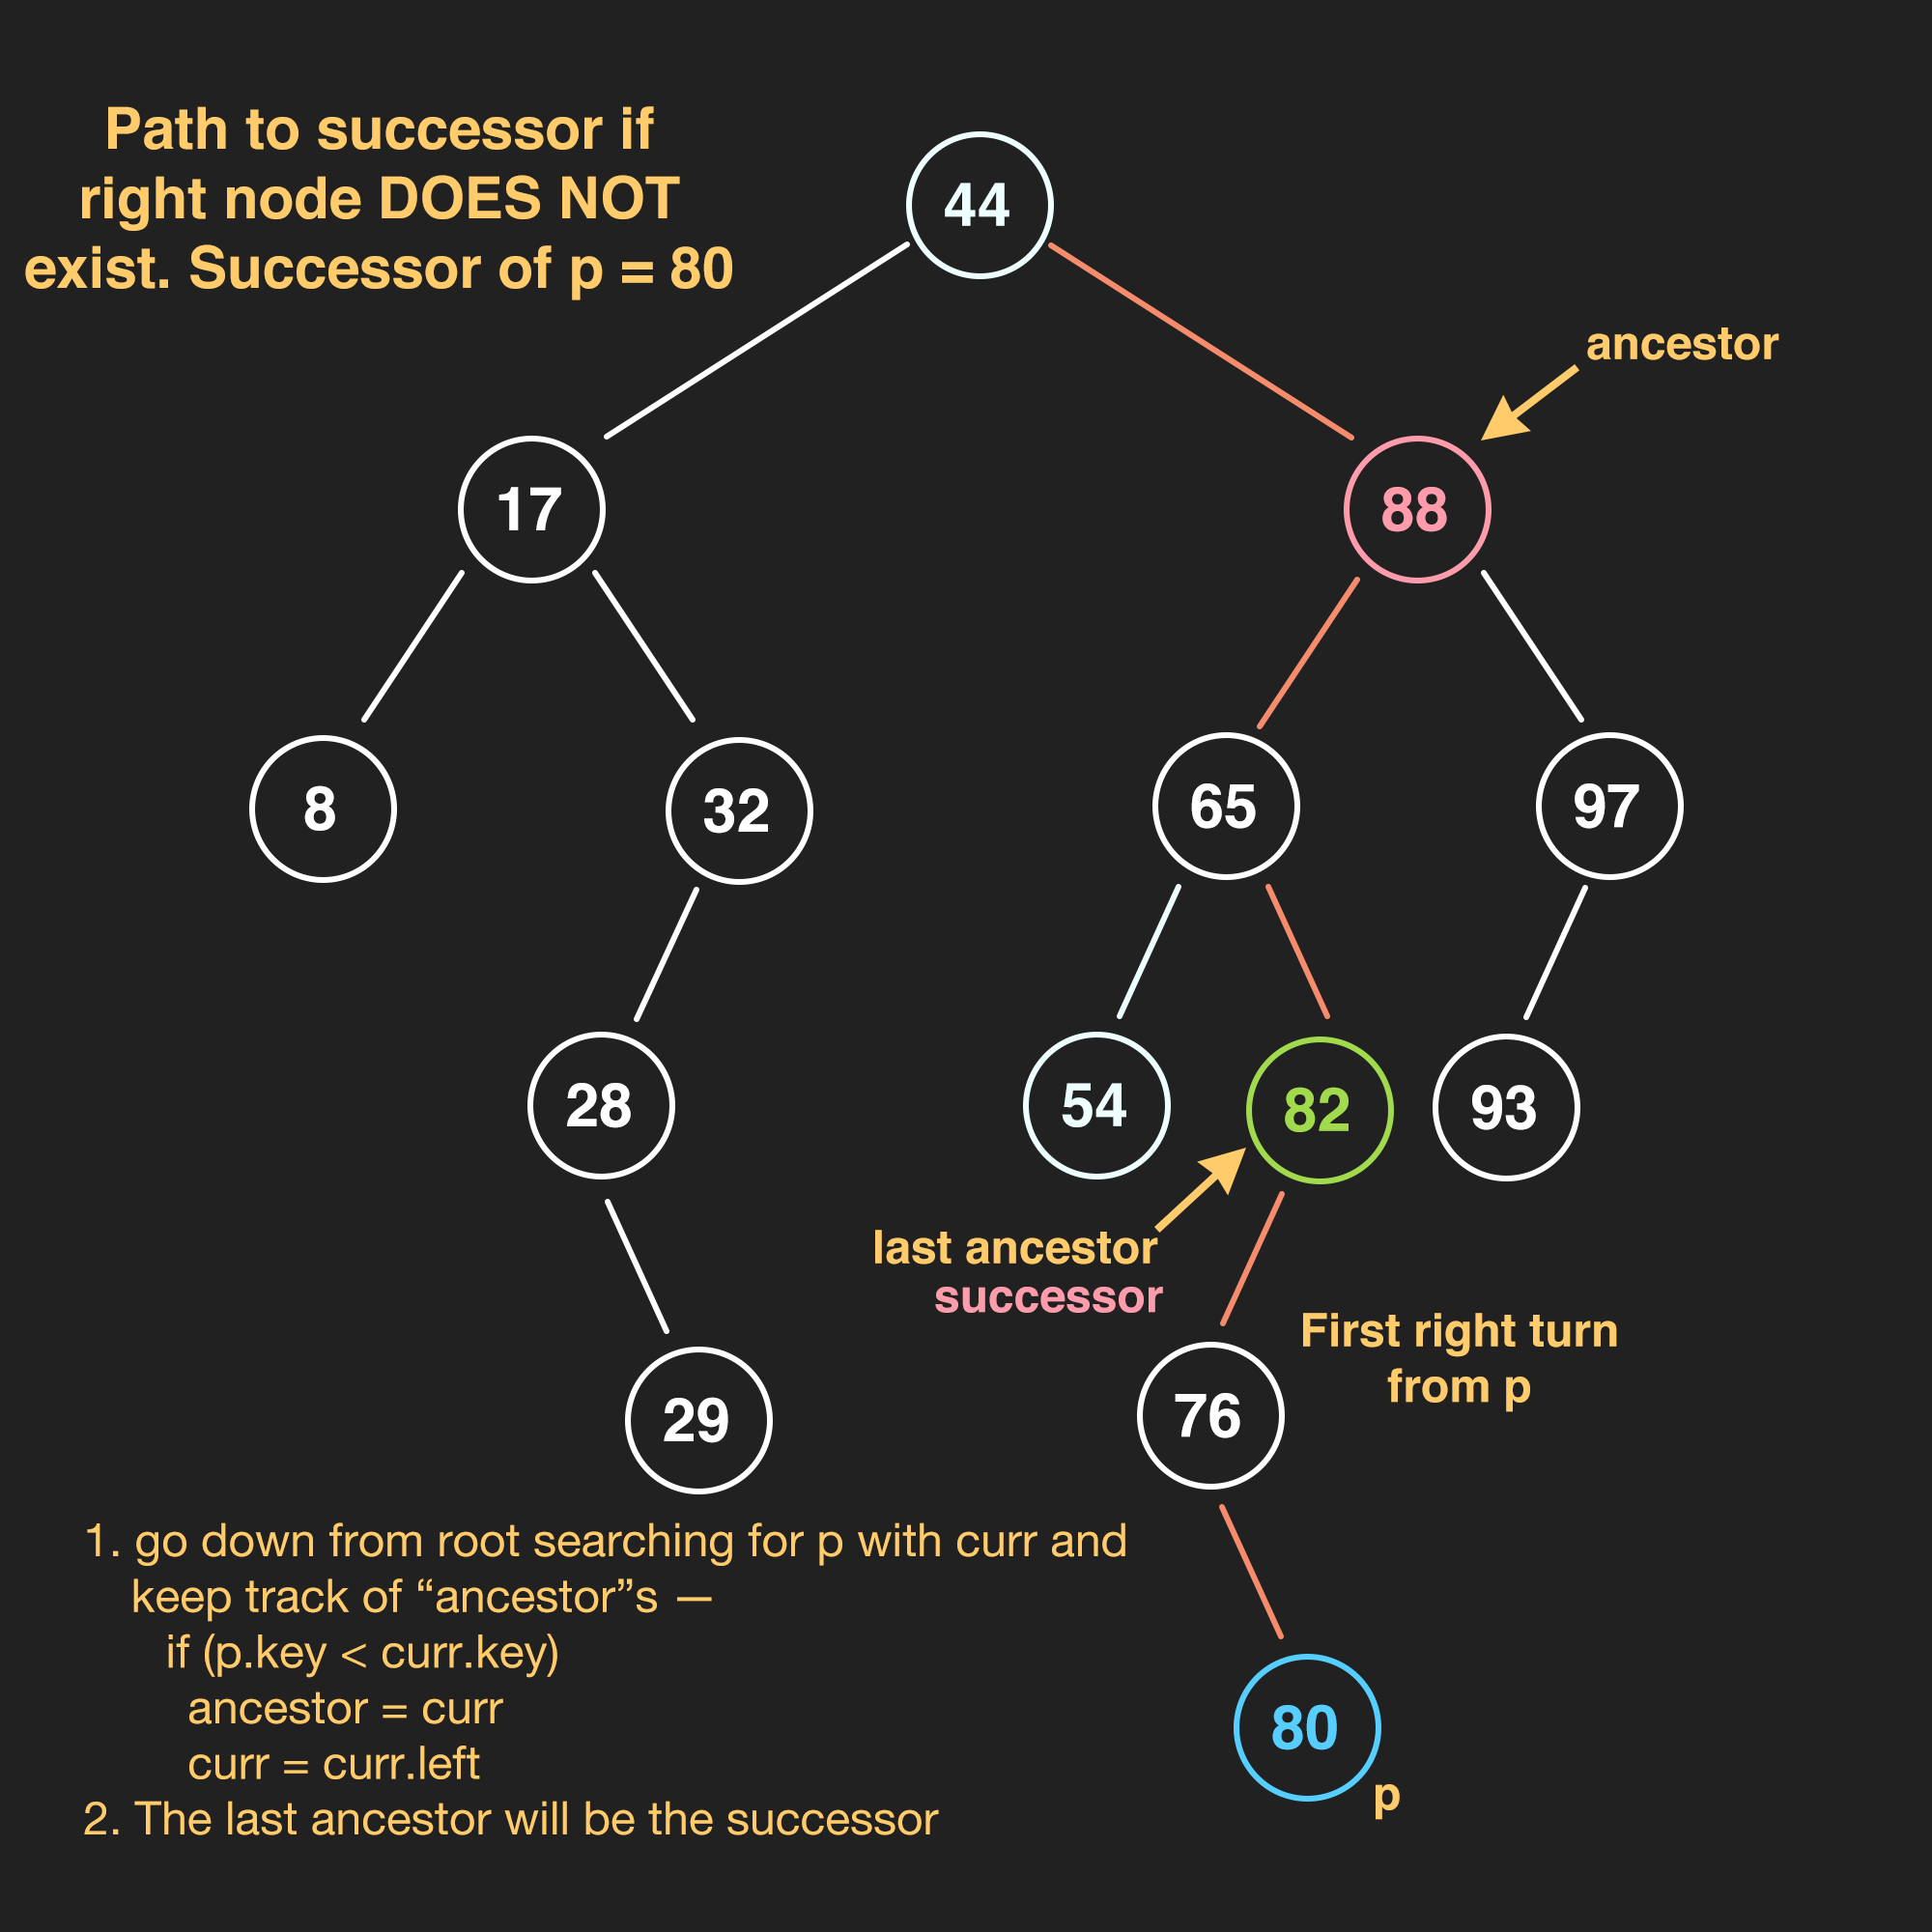 Path to successor if
right node DOES NOT
exist. Successor of p = 80
44
ancestor
17
88
8
32
65
97
28
54
82
93
last ancestor
successor
First right turn
from p
29
76
1. go down from root searching for p with curr and
keep track of “ancestor”s —
if (p.key < curr.key)
ancestor = curr
curr = curr.left
2. The last ancestor will be the successor
80
p